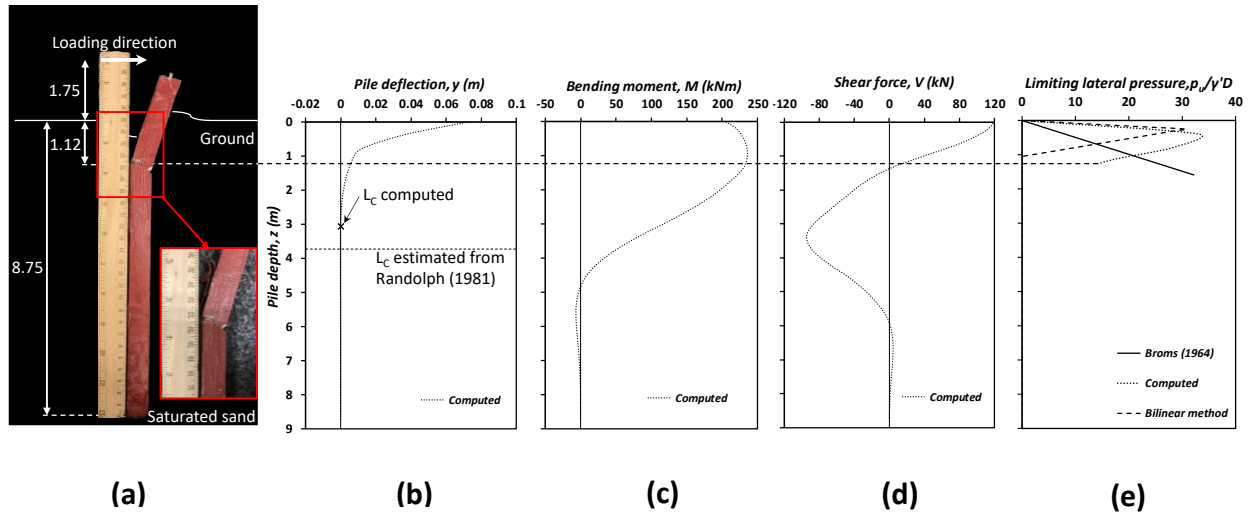 Loading direction
1.75
1.12
8.75
Ground
Saturated sand
(a)
Pile deflection, y (m)
-0.02 0 0.02 0.04 0.06 0.08 0.1
Pile depth, z (m)
0
1
2
3
4
5
6
7
8
9
L_C computed
L_C estimated from
Randolph (1981)
Computed
(b)
Bending moment, M (kNm)
-50 0 50 100 150 200 250
Computed
(c)
Shear force, V (kN)
-120 -80 -40 0 40 80 120
Computed
(d)
Limiting lateral pressure,p_u/γ'D
0 10 20 30 40
Broms (1964)
Computed
Bilinear method
(e)